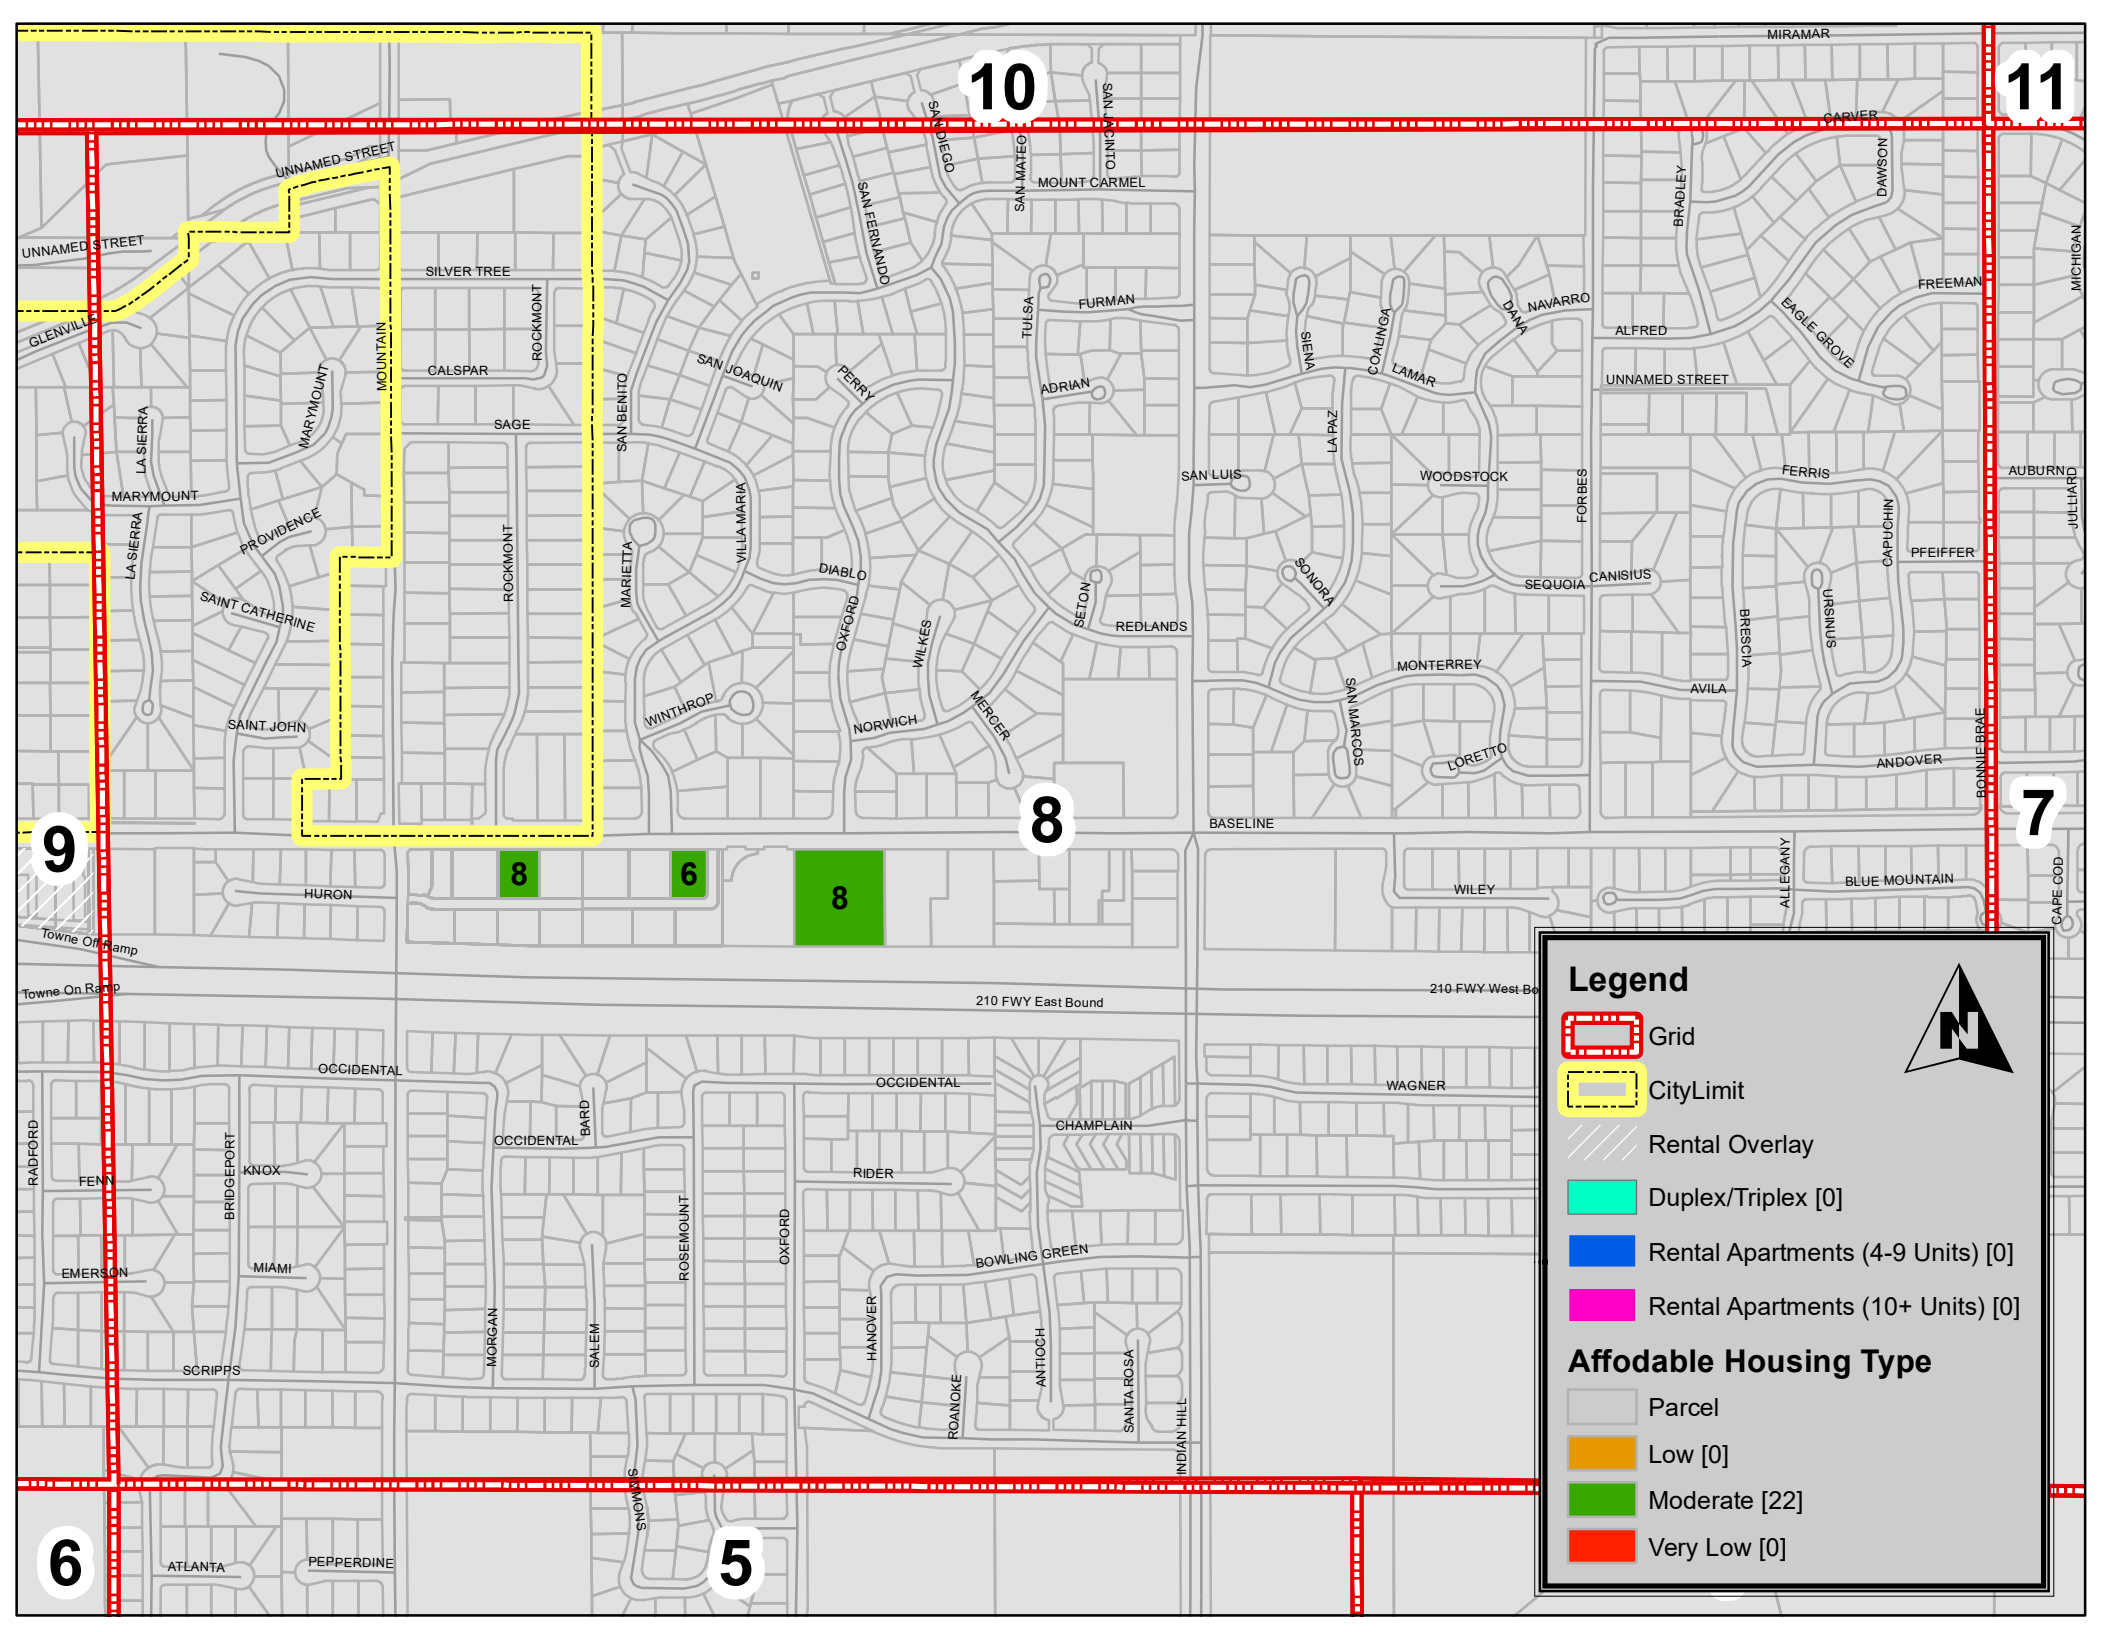 MIRAMAR
10
11
SAN DIEGO
SAN JACINTO
CARVER
UNNAMED STREET
SAN MATEO
DAWSON
MOUNT CARMEL
BRADLEY
SAN FERNANDO
UNNAMED STREET
MICHIGAN
SILVER TREE
FREEMAN
ROCKMONT
TULSA
FURMAN
DANA
NAVARRO
EAGLE GROVE
GLENVILLE
ALFRED
MOUNTAIN
SIENA
COALINGA
CALSPAR
SAN JOAQUIN
PERRY
ADRIAN
LAMAR
UNNAMED STREET
MARYMOUNT
SAN BENITO
LA SIERRA
SAGE
LA PAZ
SAN LUIS
WOODSTOCK
FORBES
FERRIS
AUBURN
JULLIARD
MARYMOUNT
LA SIERRA
PROVIDENCE
VILLA MARIA
CAPUCHIN
PFEIFFER
ROCKMONT
MARIETTA
DIABLO
SONORA
SEQUOIA
CANISIUS
SAINT CATHERINE
OXFORD
WILKES
SETON
REDLANDS
BRESCIA
URSINUS
MONTERREY
AVILA
SAN MARCOS
WINTHROP
NORWICH
MERCER
SAINT JOHN
LORETTO
ANDOVER
BONNIE BRAE
9
8
BASELINE
7
8
6
8
HURON
WILEY
ALLEGANY
BLUE MOUNTAIN
CAPE COD
Towne Off Ramp
Towne On Ramp
210 FWY East Bound
210 FWY West Bo
OCCIDENTAL
OCCIDENTAL
WAGNER
BARD
OCCIDENTAL
CHAMPLAIN
RADFORD
FENN
BRIDGEPORT
KNOX
RIDER
ROSEMOUNT
OXFORD
BOWLING GREEN
EMERSON
MIAMI
MORGAN
SALEM
HANOVER
ANTIOCH
SANTA ROSA
ROANOKE
SCRIPPS
INDIAN HILL
SIMMONS
6
5
ATLANTA
PEPPERDINE
Legend
N
Grid
CityLimit
Rental Overlay
Duplex/Triplex [0]
Rental Apartments (4-9 Units) [0]
Rental Apartments (10+ Units) [0]
Affodable Housing Type
Parcel
Low [0]
Moderate [22]
Very Low [0]